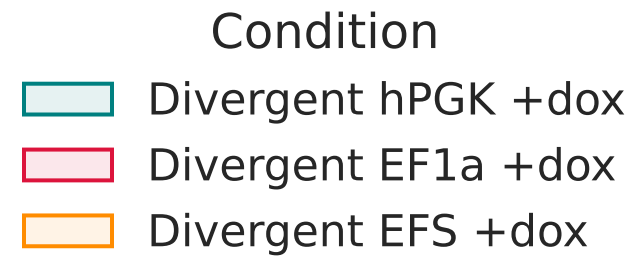 Condition
Divergent hPGK +dox
Divergent EF1a +dox
Divergent EFS +dox